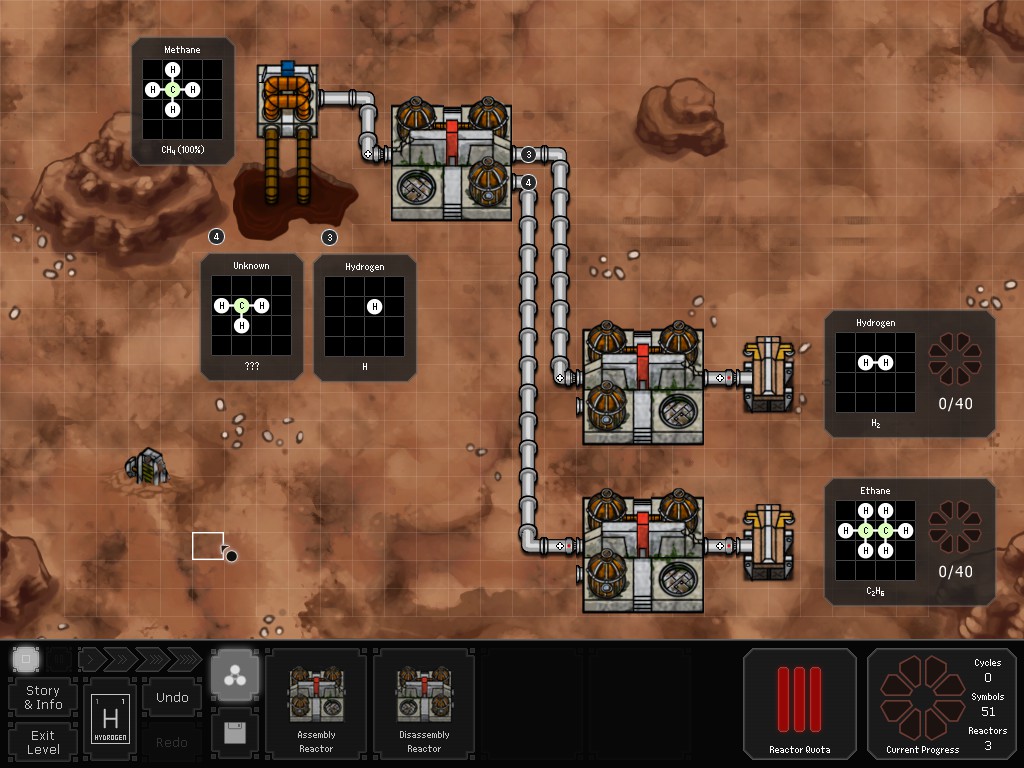 Methane
H
H C H
H
CH₄ (100%)
3
4
4
3
Unknown
H C H
H
???
Hydrogen
H
H
Hydrogen
H H
H₂
0/40
Ethane
H H
H C C H
H H
C₂H₆
0/40
Story
& Info
Exit
Level
1 1
H
HYDROGEN
Undo
Redo
Assembly
Reactor
Disassembly
Reactor
Reactor Quota
Current Progress
Cycles
0
Symbols
51
Reactors
3